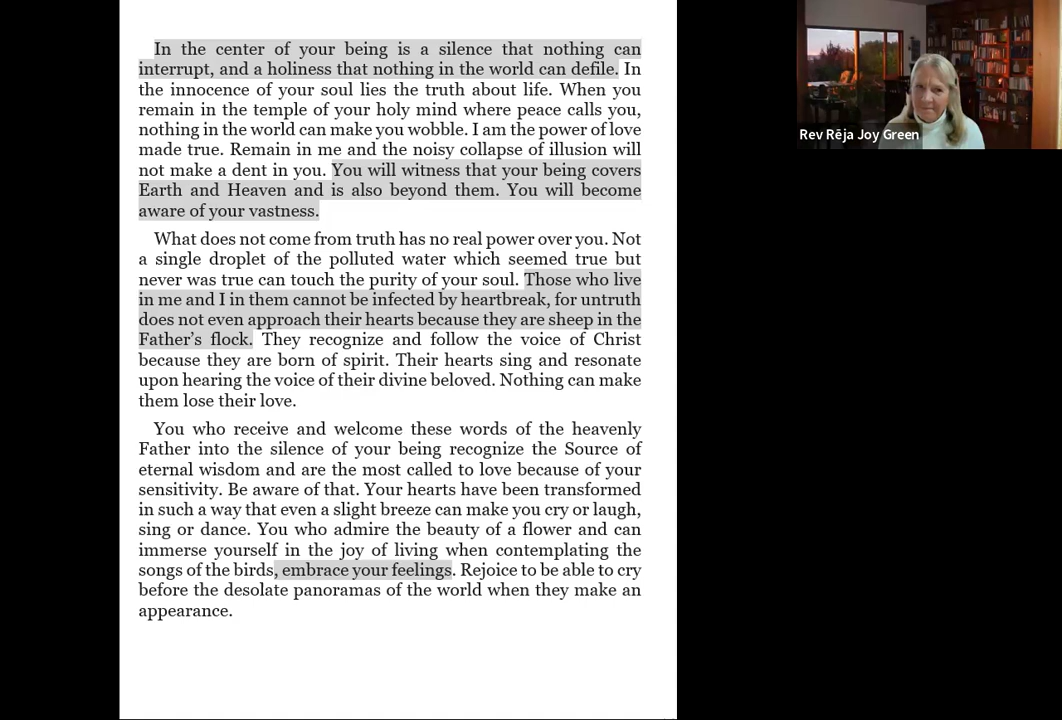 In the center of your being is a silence that nothing can
interrupt, and a holiness that nothing in the world can defile. In
the innocence of your soul lies the truth about life. When you
remain in the temple of your holy mind where peace calls you,
nothing in the world can make you wobble. I am the power of love
made true. Remain in me and the noisy collapse of illusion will
not make a dent in you. You will witness that your being covers
Earth and Heaven and is also beyond them. You will become
aware of your vastness.
What does not come from truth has no real power over you. Not
a single droplet of the polluted water which seemed true but
never was true can touch the purity of your soul. Those who live
in me and I in them cannot be infected by heartbreak, for untruth
does not even approach their hearts because they are sheep in the
Father's flock. They recognize and follow the voice of Christ
because they are born of spirit. Their hearts sing and resonate
upon hearing the voice of their divine beloved. Nothing can make
them lose their love.
You who receive and welcome these words of the heavenly
Father into the silence of your being recognize the Source of
eternal wisdom and are the most called to love because of your
sensitivity. Be aware of that. Your hearts have been transformed
in such a way that even a slight breeze can make you cry or laugh,
sing or dance. You who admire the beauty of a flower and can
immerse yourself in the joy of living when contemplating the
songs of the birds, embrace your feelings. Rejoice to be able to cry
before the desolate panoramas of the world when they make an
appearance.
Rev Rēja Joy Green